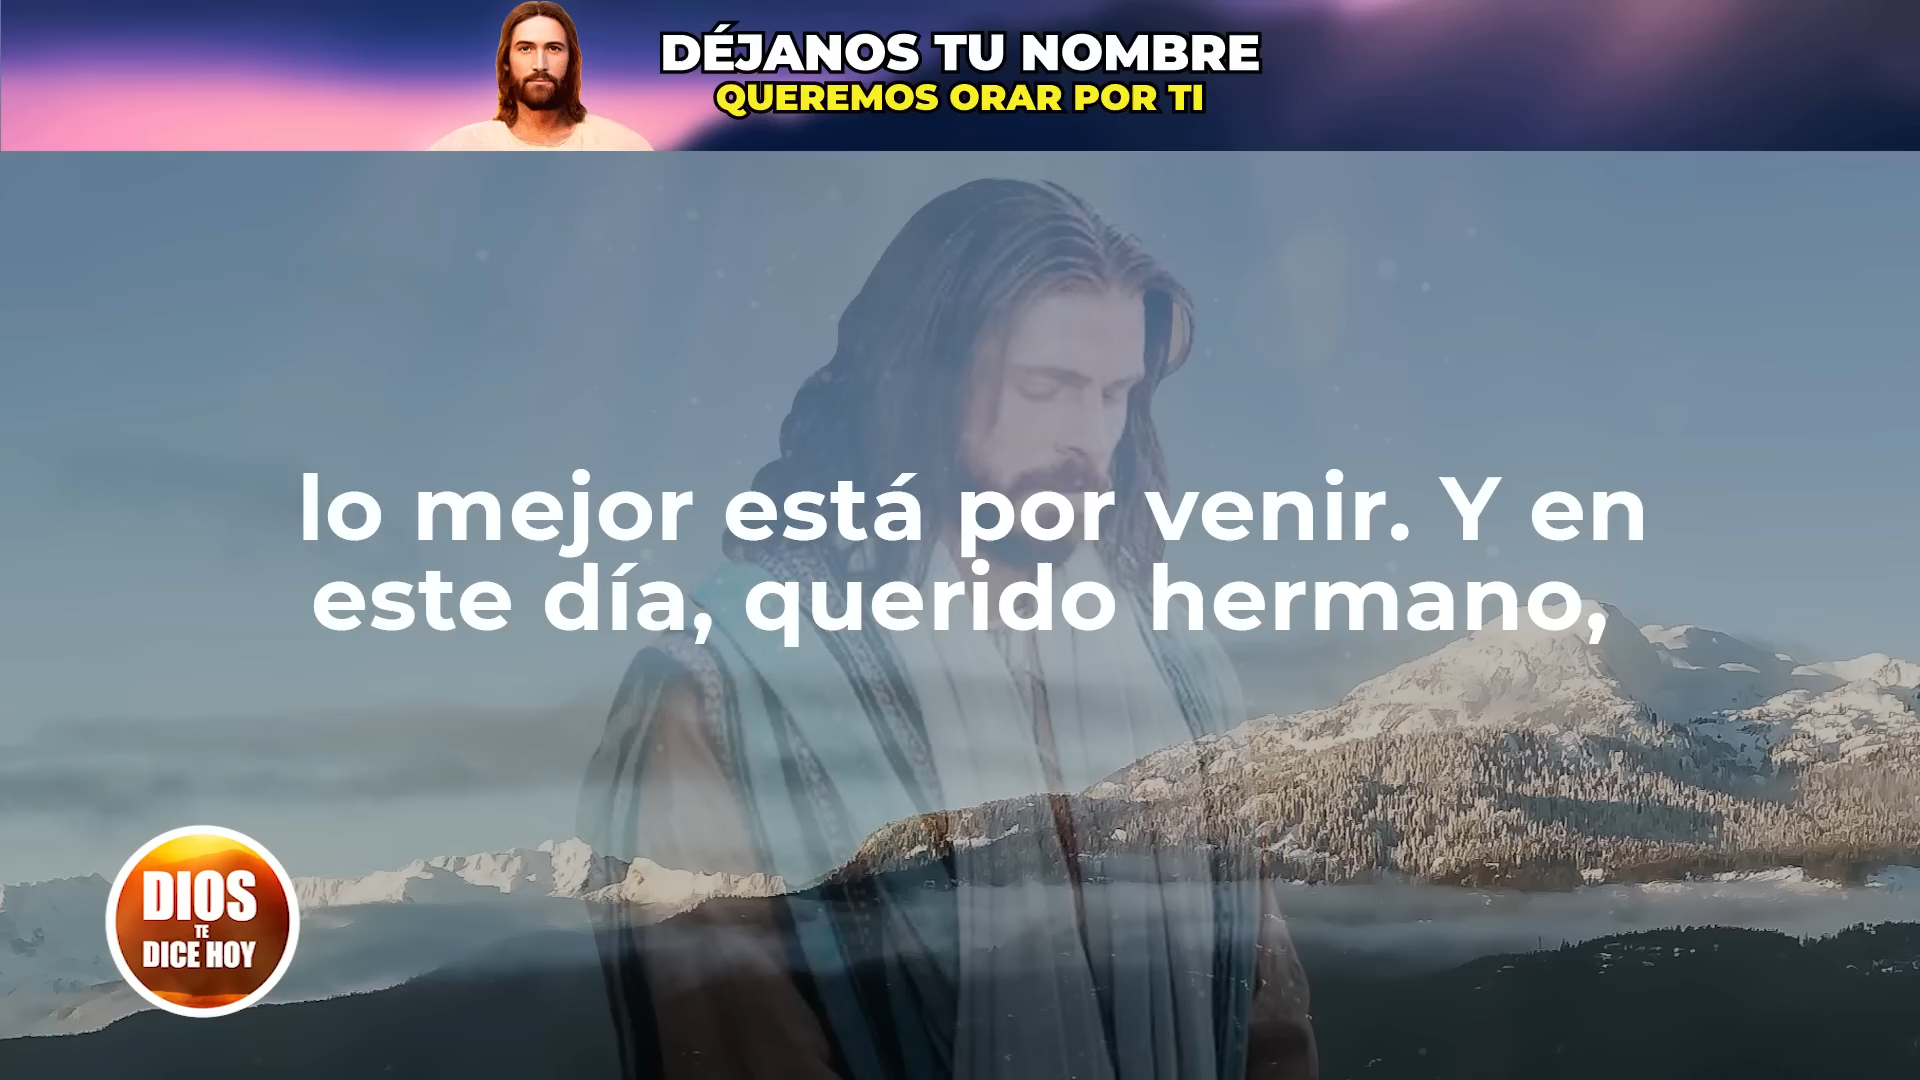 DÉJANOS TU NOMBRE
QUEREMOS ORAR POR TI
lo mejor está por venir. Y en
este día, querido hermano,
DIOS
TE
DICE HOY